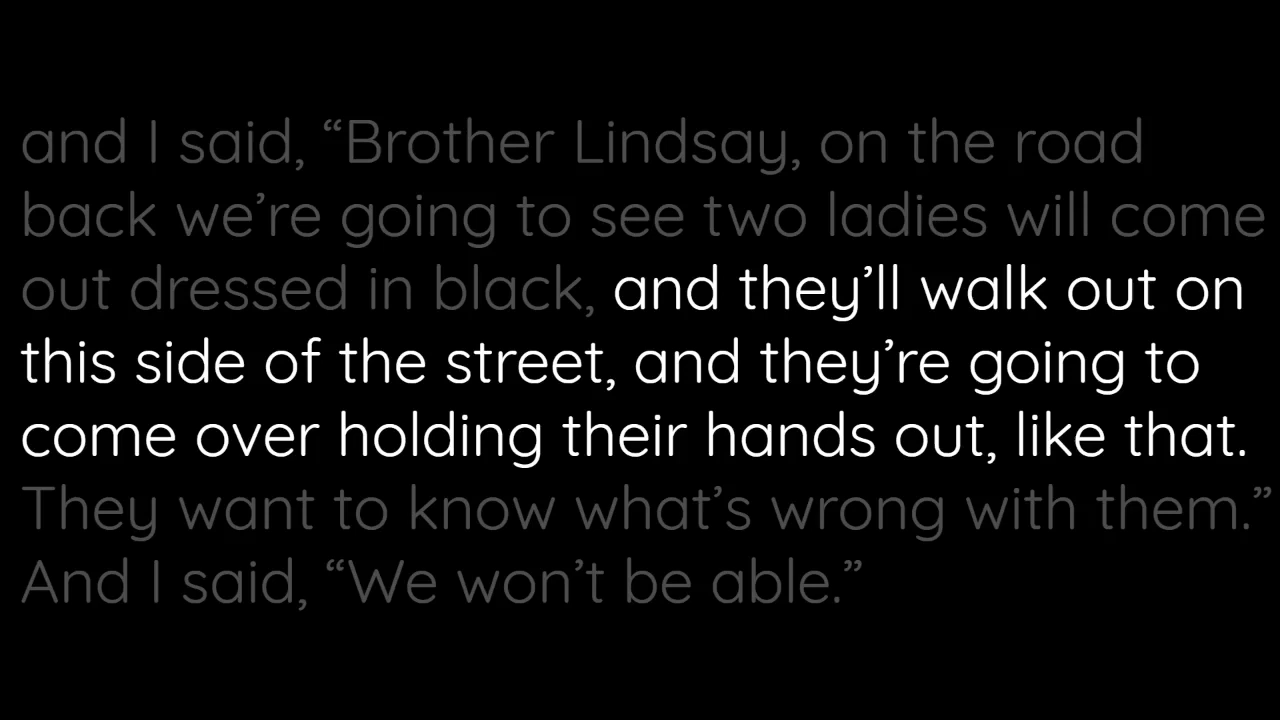 and I said, “Brother Lindsay, on the road
back we’re going to see two ladies will come
out dressed in black, and they’ll walk out on
this side of the street, and they’re going to
come over holding their hands out, like that.
They want to know what’s wrong with them.”
And I said, “We won’t be able.”